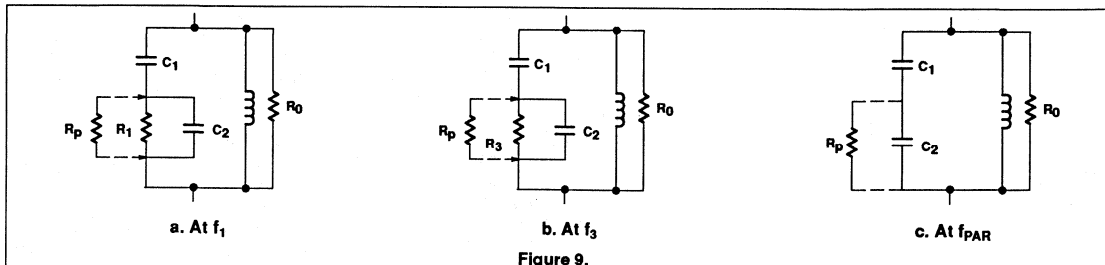 C1
Rp
R1
C2
R0
a. At f1
C1
Rp
R3
C2
R0
b. At f3
C1
Rp
C2
R0
c. At fPAR
Figure 9.